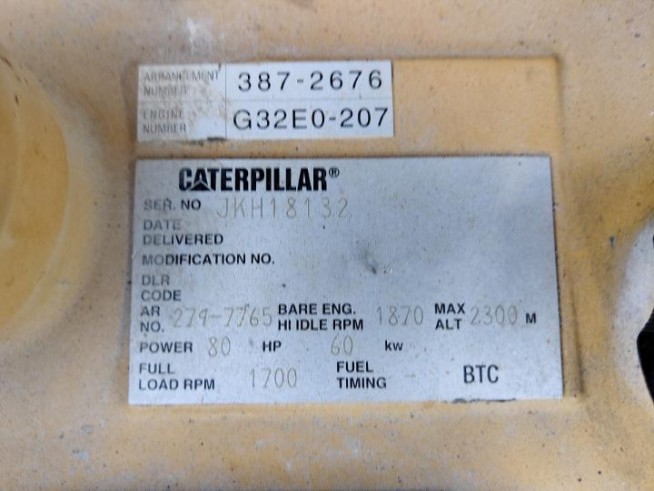 ARRANGEMENT NUMBER 387-2676
ENGINE NUMBER G32E0-207
CATERPILLAR®
SER. NO JKH18132
DATE
DELIVERED
MODIFICATION NO.
DLR
CODE
AR NO. 279-7765 BARE ENG. HI IDLE RPM 1870 MAX ALT 2300 M
POWER 80 HP 60 kw
FULL LOAD RPM 1700 FUEL TIMING BTC